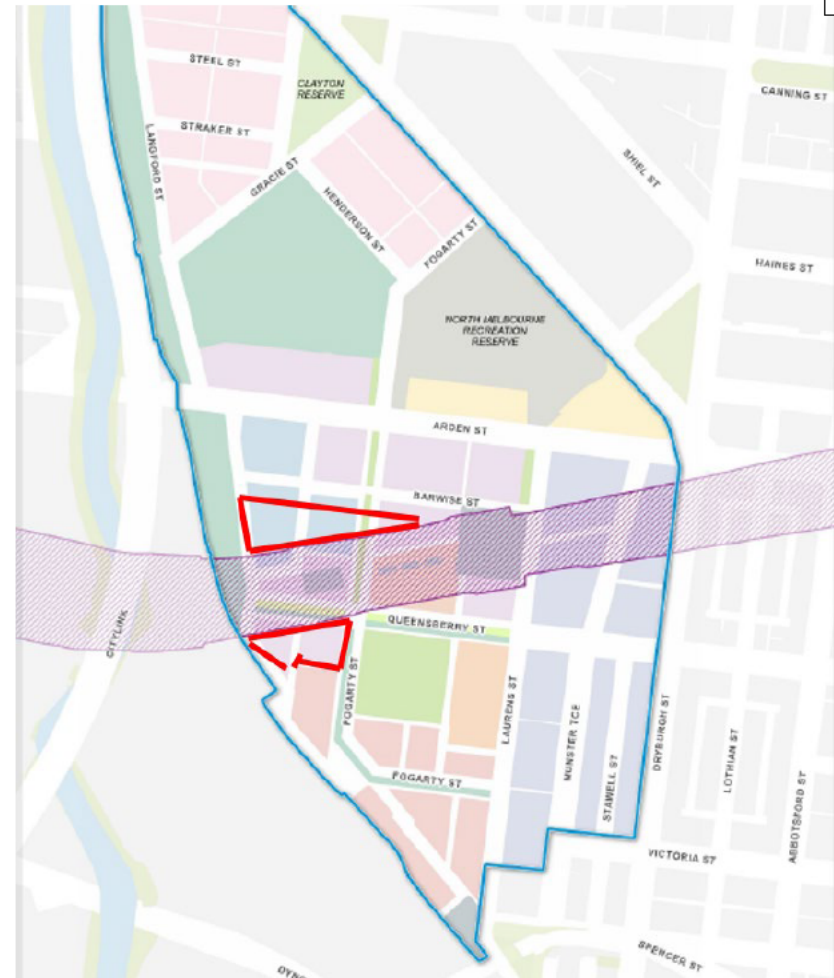 STEEL ST
CLAYTON
RESERVE
CANNING ST
STRAKER ST
LANGFORD ST
GRACIE ST
SHIEL ST
HENDERSON ST
FOGARTY ST
HAINES ST
NORTH MELBOURNE
RECREATION
RESERVE
ARDEN ST
BARWISE ST
CITYLINK
QUEENSBERRY ST
FOGARTY ST
LAURENS ST
MUNSTER TCE
STAWELL ST
DRYBURGH ST
LOTHIAN ST
ABBOTSFORD ST
FOGARTY ST
VICTORIA ST
SPENCER ST